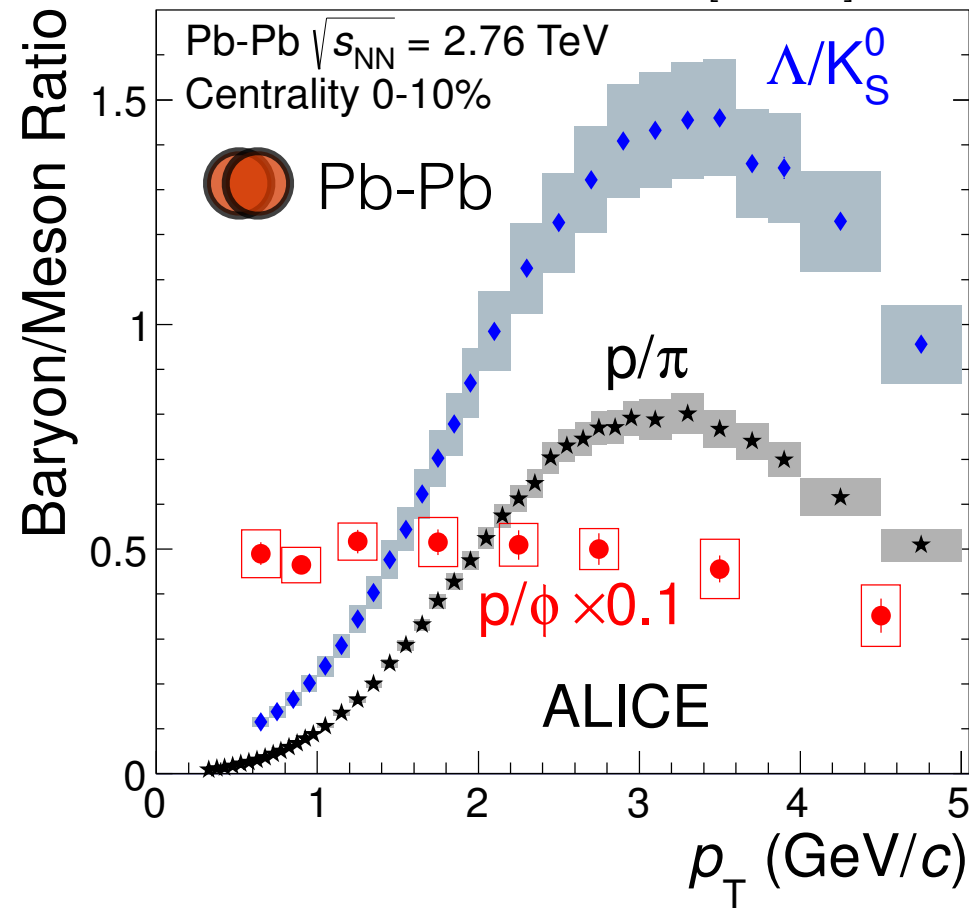 Pb-Pb √sNN = 2.76 TeV
Centrality 0-10%
Pb-Pb
Λ/K0S
p/π
p/ϕ ×0.1
ALICE
Baryon/Meson Ratio
1.5
1
0.5
0
0 1 2 3 4 5
pT (GeV/c)